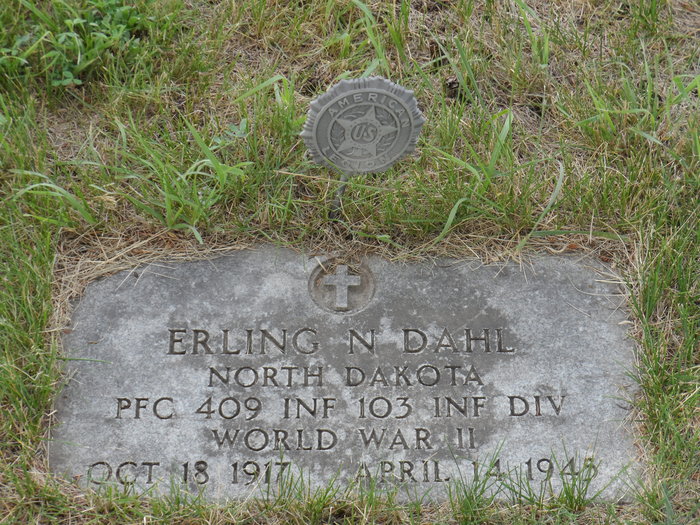 AMERICAN
US
LEGION
ERLING N DAHL
NORTH DAKOTA
PFC 409 INF 103 INF DIV
WORLD WAR II
OCT 18 1917 APRIL 14 1945